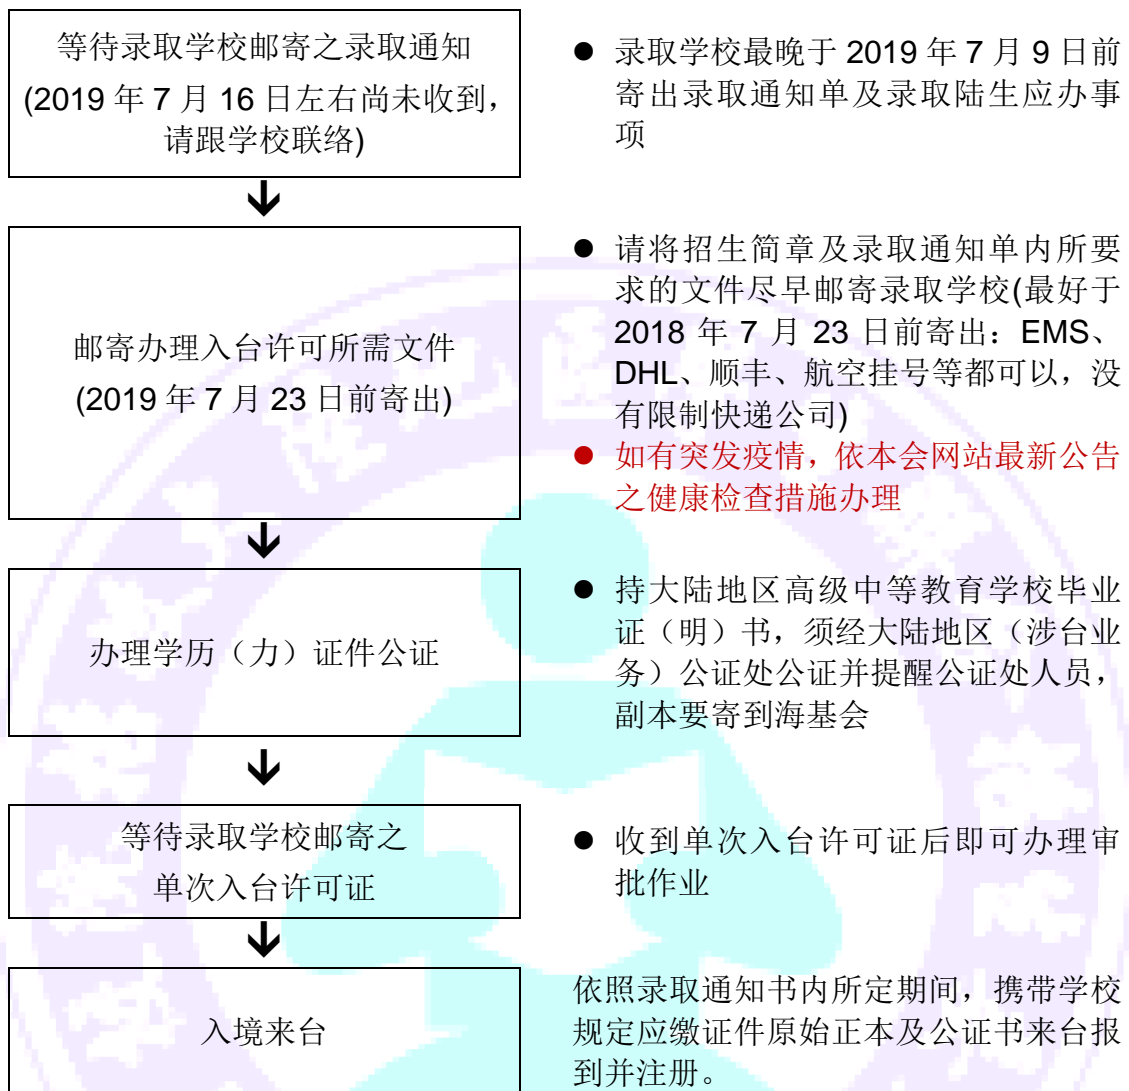 等待录取学校邮寄之录取通知
(2019 年 7 月 16 日左右尚未收到，
请跟学校联络)
● 录取学校最晚于 2019 年 7 月 9 日前
寄出录取通知单及录取陆生应办事
项
邮寄办理入台许可所需文件
(2019 年 7 月 23 日前寄出)
● 请将招生简章及录取通知单内所要
求的文件尽早邮寄录取学校(最好于
2018 年 7 月 23 日前寄出：EMS、
DHL、顺丰、航空挂号等都可以，没
有限制快递公司)
● 如有突发疫情，依本会网站最新公告
之健康检查措施办理
办理学历（力）证件公证
● 持大陆地区高级中等教育学校毕业
证（明）书，须经大陆地区（涉台业
务）公证处公证并提醒公证处人员，
副本要寄到海基会
等待录取学校邮寄之
单次入台许可证
● 收到单次入台许可证后即可办理审
批作业
入境来台
依照录取通知书内所定期间，携带学校
规定应缴证件原始正本及公证书来台报
到并注册。